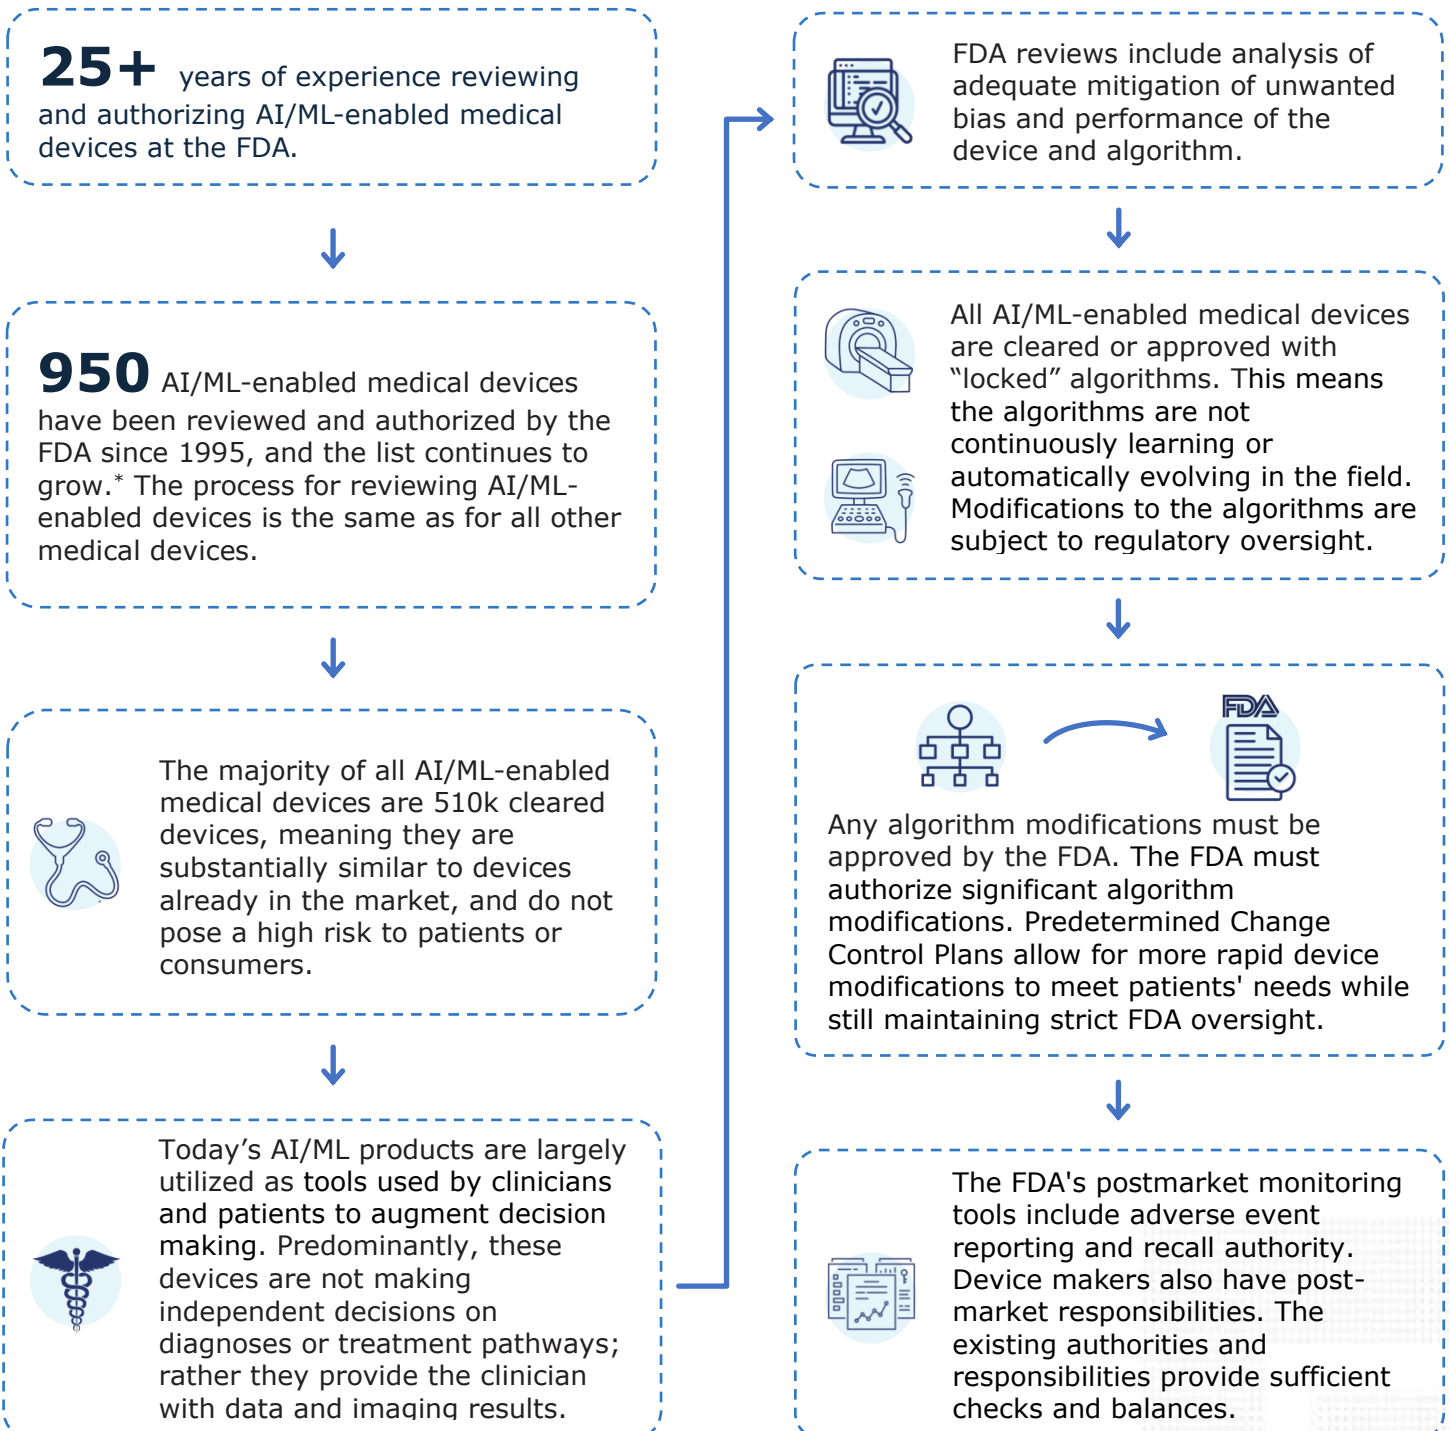 25+ years of experience reviewing
and authorizing AI/ML-enabled medical
devices at the FDA.
950 AI/ML-enabled medical devices
have been reviewed and authorized by the
FDA since 1995, and the list continues to
grow.* The process for reviewing AI/ML-
enabled devices is the same as for all other
medical devices.
The majority of all AI/ML-enabled
medical devices are 510k cleared
devices, meaning they are
substantially similar to devices
already in the market, and do not
pose a high risk to patients or
consumers.
Today’s AI/ML products are largely
utilized as tools used by clinicians
and patients to augment decision
making. Predominantly, these
devices are not making
independent decisions on
diagnoses or treatment pathways;
rather they provide the clinician
with data and imaging results.
FDA reviews include analysis of
adequate mitigation of unwanted
bias and performance of the
device and algorithm.
All AI/ML-enabled medical devices
are cleared or approved with
“locked” algorithms. This means
the algorithms are not
continuously learning or
automatically evolving in the field.
Modifications to the algorithms are
subject to regulatory oversight.
FDA
Any algorithm modifications must be
approved by the FDA. The FDA must
authorize significant algorithm
modifications. Predetermined Change
Control Plans allow for more rapid device
modifications to meet patients' needs while
still maintaining strict FDA oversight.
The FDA's postmarket monitoring
tools include adverse event
reporting and recall authority.
Device makers also have post-
market responsibilities. The
existing authorities and
responsibilities provide sufficient
checks and balances.